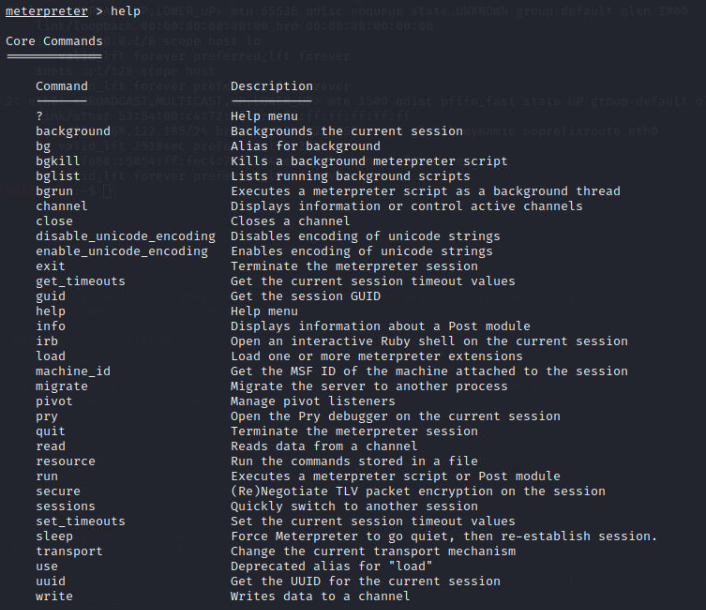 meterpreter > help
Core Commands
=============
Command Description
------- -----------
? Help menu
background Backgrounds the current session
bg Alias for background
bgkill Kills a background meterpreter script
bglist Lists running background scripts
bgrun Executes a meterpreter script as a background thread
channel Displays information or control active channels
close Closes a channel
disable_unicode_encoding Disables encoding of unicode strings
enable_unicode_encoding Enables encoding of unicode strings
exit Terminate the meterpreter session
get_timeouts Get the current session timeout values
guid Get the session GUID
help Help menu
info Displays information about a Post module
irb Open an interactive Ruby shell on the current session
load Load one or more meterpreter extensions
machine_id Get the MSF ID of the machine attached to the session
migrate Migrate the server to another process
pivot Manage pivot listeners
pry Open the Pry debugger on the current session
quit Terminate the meterpreter session
read Reads data from a channel
resource Run the commands stored in a file
run Executes a meterpreter script or Post module
secure (Re)Negotiate TLV packet encryption on the session
sessions Quickly switch to another session
set_timeouts Set the current session timeout values
sleep Force Meterpreter to go quiet, then re-establish session.
transport Change the current transport mechanism
use Deprecated alias for "load"
uuid Get the UUID for the current session
write Writes data to a channel